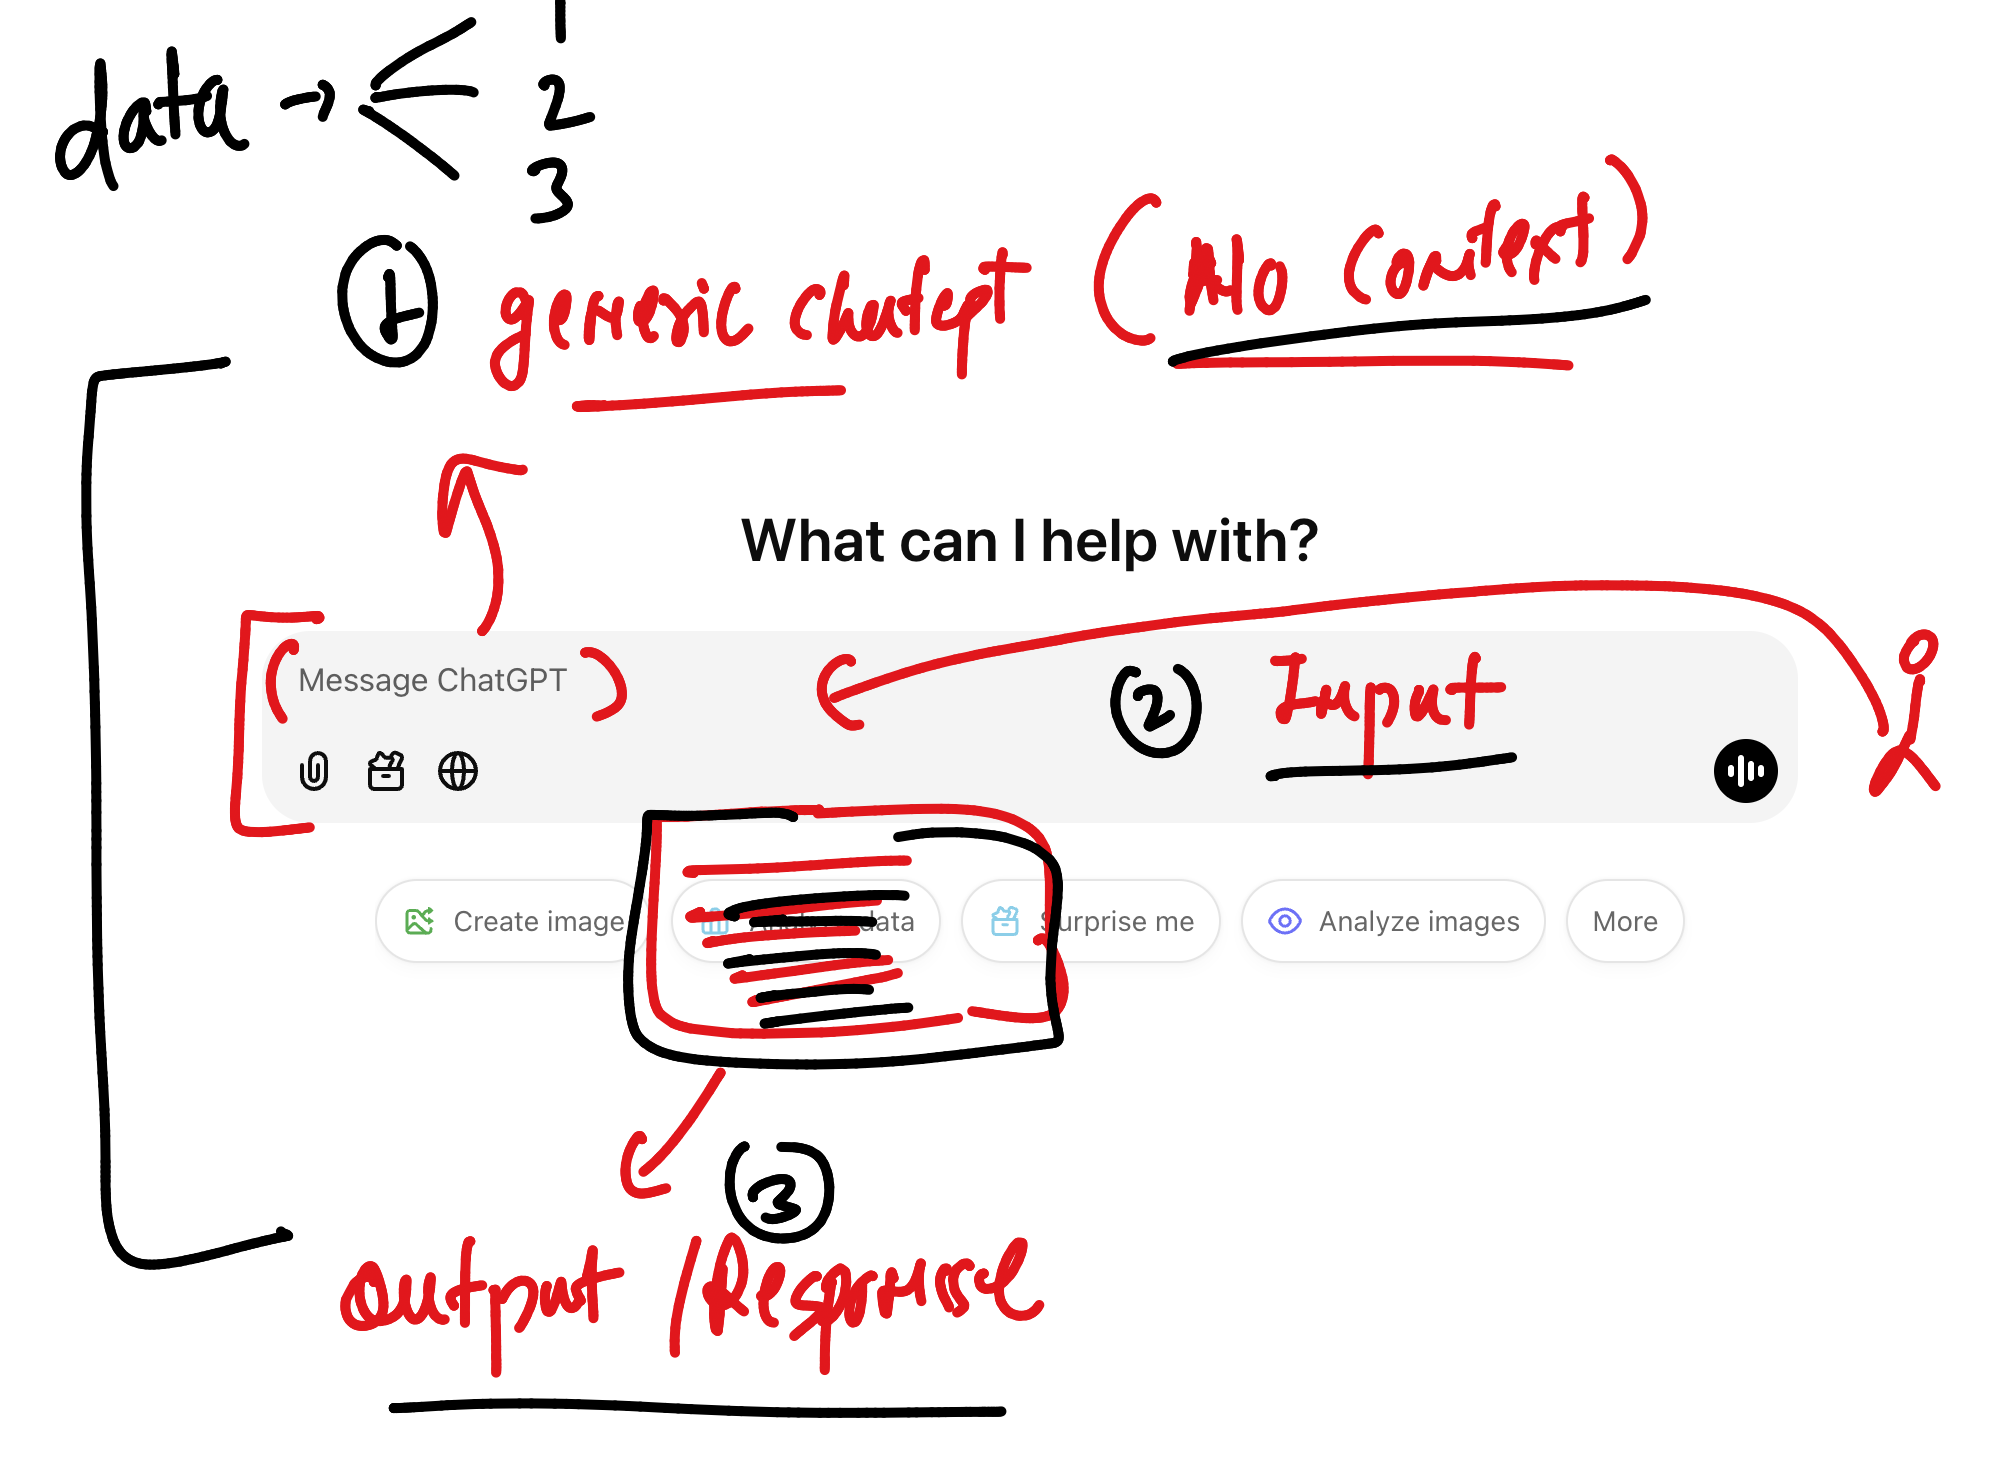 data → 1
2
3
1 generic chatgpt (No Context)
What can I help with?
(Message ChatGPT)
2 Input
Create image
data
Surprise me
Analyze images
More
3
Output / Response